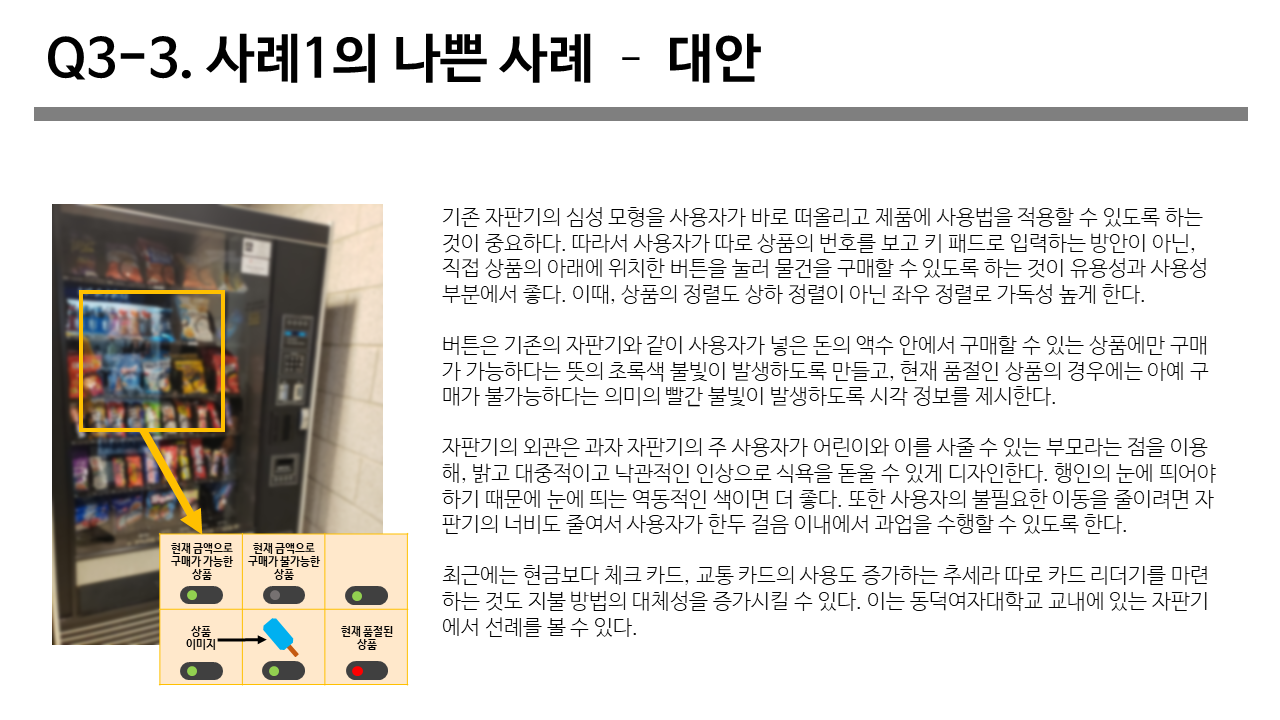 Q3-3. 사례1의 나쁜 사례 - 대안
기존 자판기의 심성 모형을 사용자가 바로 떠올리고 제품에 사용법을 적용할 수 있도록 하는
것이 중요하다. 따라서 사용자가 따로 상품의 번호를 보고 키 패드로 입력하는 방안이 아닌,
직접 상품의 아래에 위치한 버튼을 눌러 물건을 구매할 수 있도록 하는 것이 유용성과 사용성
부분에서 좋다. 이때, 상품의 정렬도 상하 정렬이 아닌 좌우 정렬로 가독성 높게 한다.
버튼은 기존의 자판기와 같이 사용자가 넣은 돈의 액수 안에서 구매할 수 있는 상품에만 구매
가 가능하다는 뜻의 초록색 불빛이 발생하도록 만들고, 현재 품절인 상품의 경우에는 아예 구
매가 불가능하다는 의미의 빨간 불빛이 발생하도록 시각 정보를 제시한다.
자판기의 외관은 과자 자판기의 주 사용자가 어린이와 이를 사줄 수 있는 부모라는 점을 이용
해, 밝고 대중적이고 낙관적인 인상으로 식욕을 돋울 수 있게 디자인한다. 행인의 눈에 띄어야
하기 때문에 눈에 띄는 역동적인 색이면 더 좋다. 또한 사용자의 불필요한 이동을 줄이려면 자
판기의 너비도 줄여서 사용자가 한두 걸음 이내에서 과업을 수행할 수 있도록 한다.
최근에는 현금보다 체크 카드, 교통 카드의 사용도 증가하는 추세라 따로 카드 리더기를 마련
하는 것도 지불 방법의 대체성을 증가시킬 수 있다. 이는 동덕여자대학교 교내에 있는 자판기
에서 선례를 볼 수 있다.
현재 금액으로
구매가 가능한
상품
현재 금액으로
구매가 불가능한
상품
상품
이미지
현재 품절된
상품